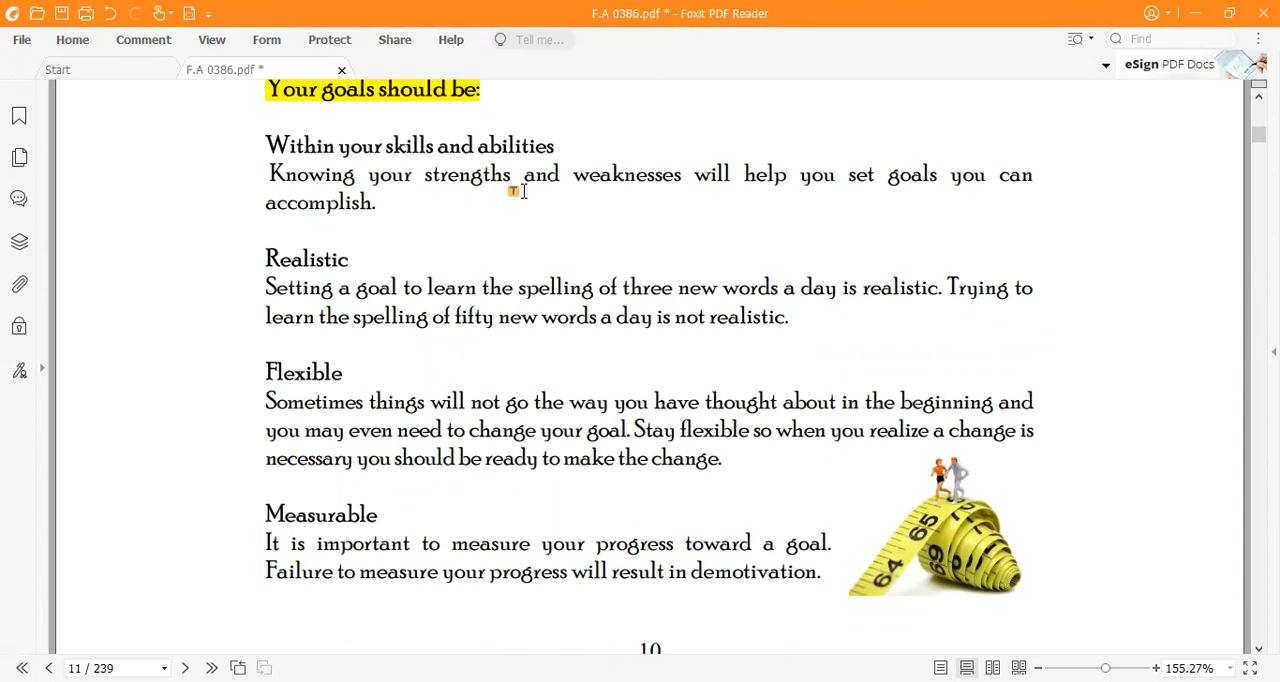 F.A 0386.pdf * - Foxit PDF Reader
File Home Comment View Form Protect Share Help Tell me... Find
Start F.A 0386.pdf * eSign PDF Docs
Your goals should be:
Within your skills and abilities
Knowing your strengths and weaknesses will help you set goals you can
accomplish.
Realistic
Setting a goal to learn the spelling of three new words a day is realistic. Trying to
learn the spelling of fifty new words a day is not realistic.
Flexible
Sometimes things will not go the way you have thought about in the beginning and
you may even need to change your goal. Stay flexible so when you realize a change is
necessary you should be ready to make the change.
Measurable
It is important to measure your progress toward a goal.
Failure to measure your progress will result in demotivation.
64 65 69
10
11 / 239 155.27%